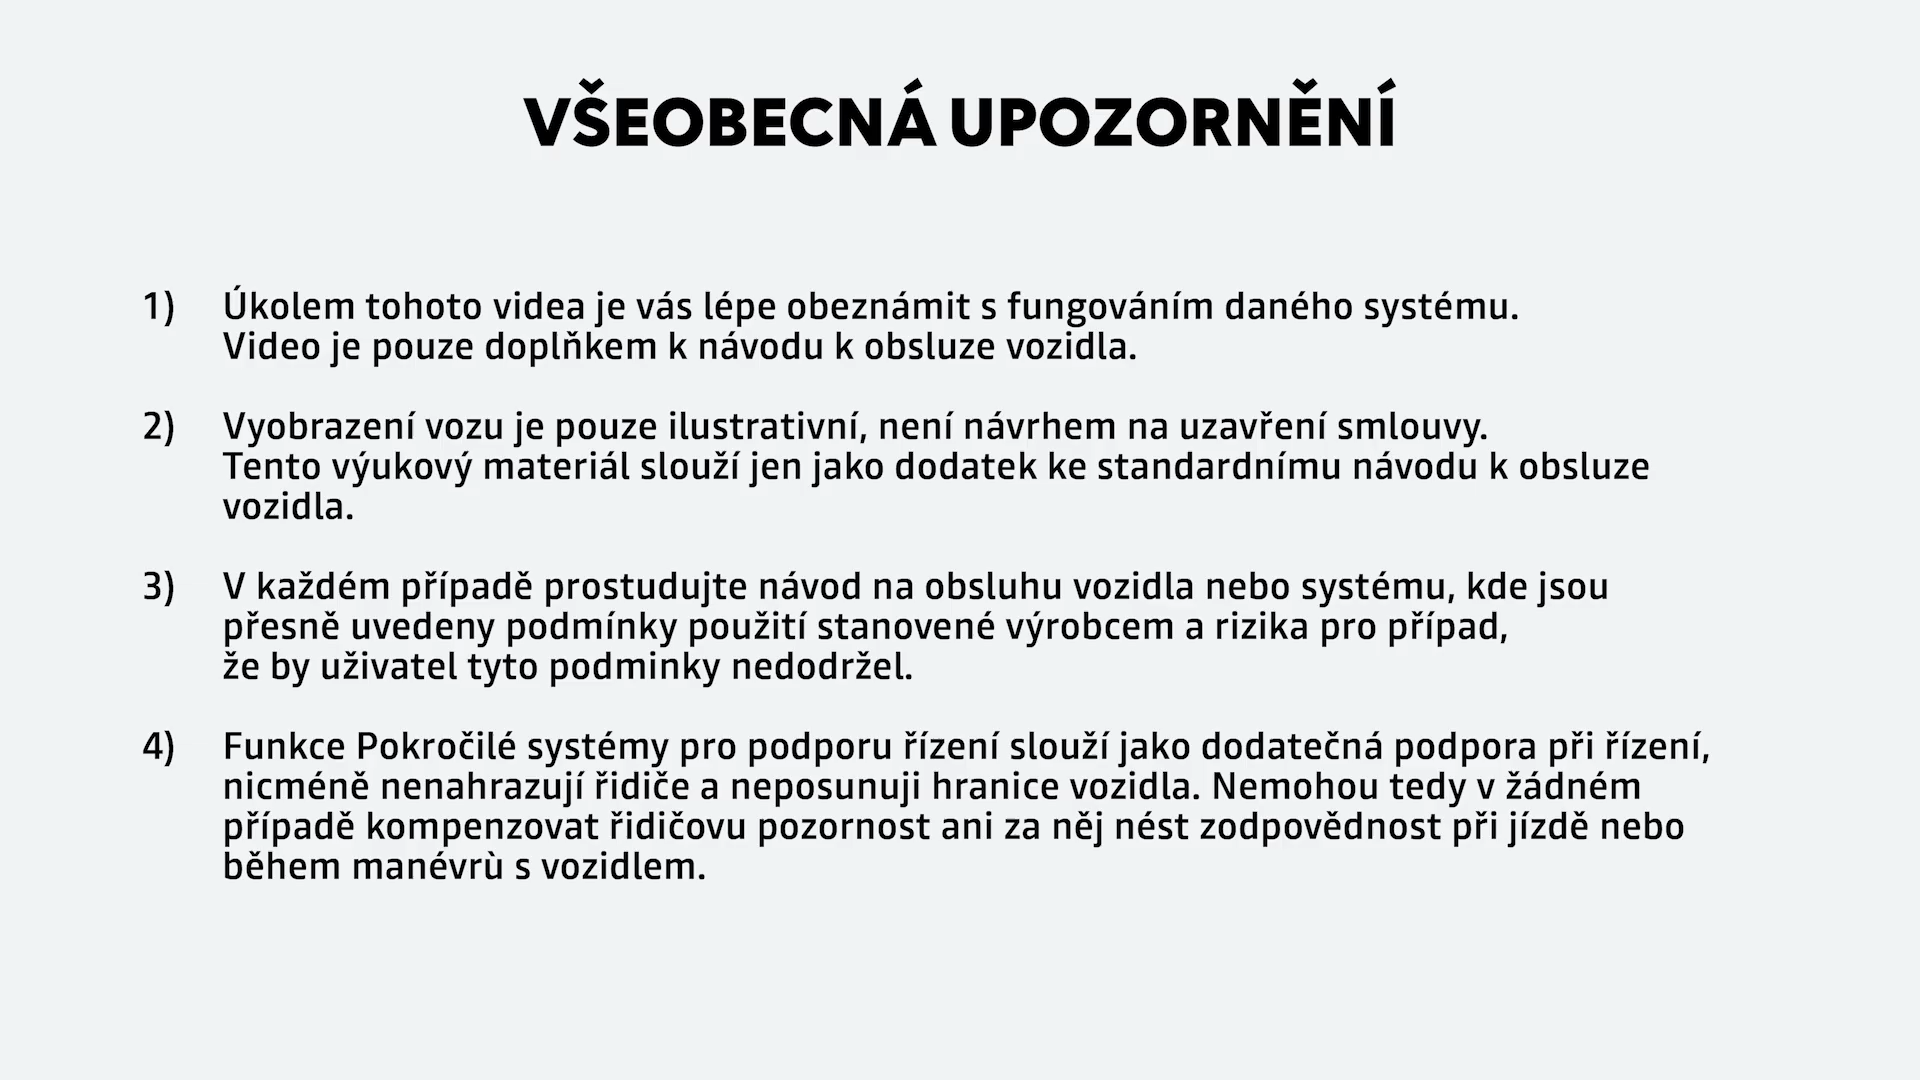 VŠEOBECNÁ UPOZORNĚNÍ
1) Úkolem tohoto videa je vás lépe obeznámit s fungováním daného systému.
Video je pouze doplňkem k návodu k obsluze vozidla.
2) Vyobrazení vozu je pouze ilustrativní, není návrhem na uzavření smlouvy.
Tento výukový materiál slouží jen jako dodatek ke standardnímu návodu k obsluze
vozidla.
3) V každém případě prostudujte návod na obsluhu vozidla nebo systému, kde jsou
přesně uvedeny podmínky použití stanovené výrobcem a rizika pro případ,
že by uživatel tyto podminky nedodržel.
4) Funkce Pokročilé systémy pro podporu řízení slouží jako dodatečná podpora při řízení,
nicméně nenahrazují řidiče a neposunuji hranice vozidla. Nemohou tedy v žádném
případě kompenzovat řidičovu pozornost ani za něj nést zodpovědnost při jízdě nebo
během manévrù s vozidlem.